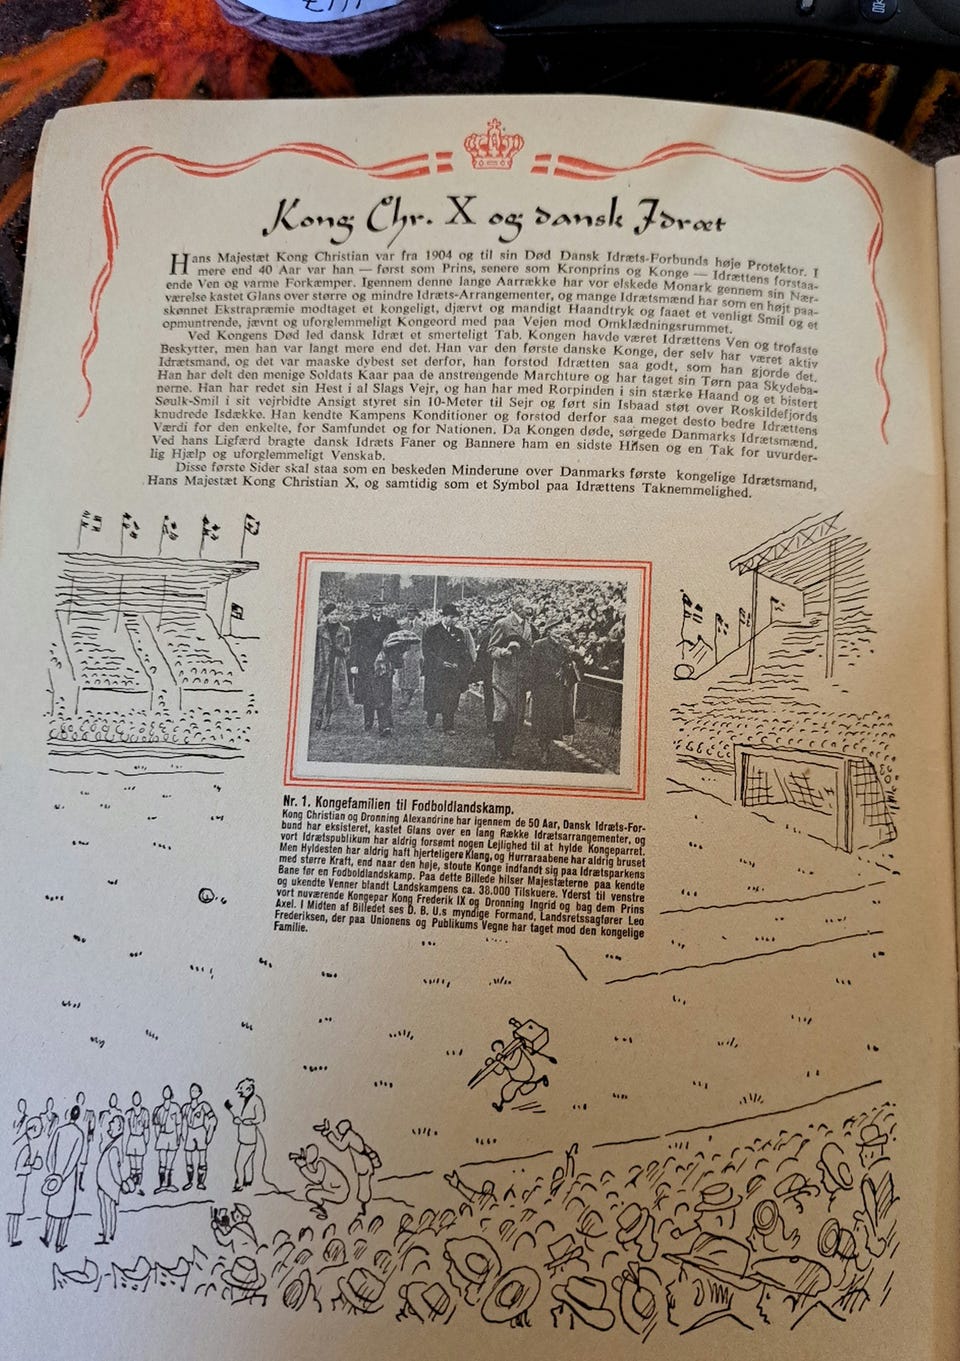 Kong Chr. X og dansk Idræt
Hans Majestæt Kong Christian var fra 1904 og til sin Død Dansk Idræts-Forbunds høje Protektor. I
mere end 40 Aar var han — først som Prins, senere som Kronprins og Konge — Idrættens forstaa-
ende Ven og varme Forkæmper. Igennem denne lange Aarrække har vor elskede Monark gennem sin Nær-
værelse kastet Glans over større og mindre Idræts-Arrangementer, og mange Idrætsmænd har som en højt paa-
skønnet Ekstrapræmie modtaget et kongeligt, djærvt og mandigt Haandtryk og faaet et venligt Smil og et
opmuntrende, jævnt og uforglemmeligt Kongeord med paa Vejen mod Omklædningsrummet.
Ved Kongens Død led dansk Idræt et smerteligt Tab. Kongen havde været Idrættens Ven og trofaste
Beskytter, men han var langt mere end det. Han var den første danske Konge, der selv har været aktiv
Idrætsmand, og det var maaske dybest set derfor, han forstod Idrætten saa godt, som han gjorde det.
Han har delt den menige Soldats Kaar paa de anstrengende Marchture og har taget sin Tørn paa Skydeba-
nerne. Han har redet sin Hest i al Slags Vejr, og han har med Rorpinden i sin stærke Haand og et bistert
Søulk-Smil i sit vejrbidte Ansigt styret sin 10-Meter til Sejr og ført sin Isbaad støt over Roskildefjords
knudrede Isdække. Han kendte Kampens Konditioner og forstod derfor saa meget desto bedre Idrættens
Værdi for den enkelte, for Samfundet og for Nationen. Da Kongen døde, sørgede Danmarks Idrætsmænd.
Ved hans Ligfærd bragte dansk Idræts Faner og Bannere ham en sidste Hilsen og en Tak for uvurder-
lig Hjælp og uforglemmeligt Venskab.
Disse første Sider skal staa som en beskeden Minderune over Danmarks første kongelige Idrætsmand,
Hans Majestæt Kong Christian X, og samtidig som et Symbol paa Idrættens Taknemmelighed.
Nr. 1. Kongefamilien til Fodboldlandskamp.
Kong Christian og Dronning Alexandrine har igennem de 50 Aar, Dansk Idræts-For-
bund har eksisteret, kastet Glans over en lang Række Idrætsarrangementer, og
vort Idrætspublikum har aldrig forsømt nogen Lejlighed til at hylde Kongeparret.
Men Hyldesten har aldrig haft hjerteligere Klang, og Hurraraabene har aldrig bruset
med større Kraft, end naar den høje, stoute Konge indfandt sig paa Idrætsparkens
Bane før en Fodboldlandskamp. Paa dette Billede hilser Majestæterne paa kendte
og ukendte Venner blandt Landskampens ca. 38.000 Tilskuere. Yderst til venstre
vort nuværende Kongepar Kong Frederik IX og Dronning Ingrid og bag dem Prins
Axel. I Midten af Billedet ses D. B. U.s myndige Formand, Landsretssagfører Leo
Frederiksen, der paa Unionens og Publikums Vegne har taget mod den kongelige
Familie.